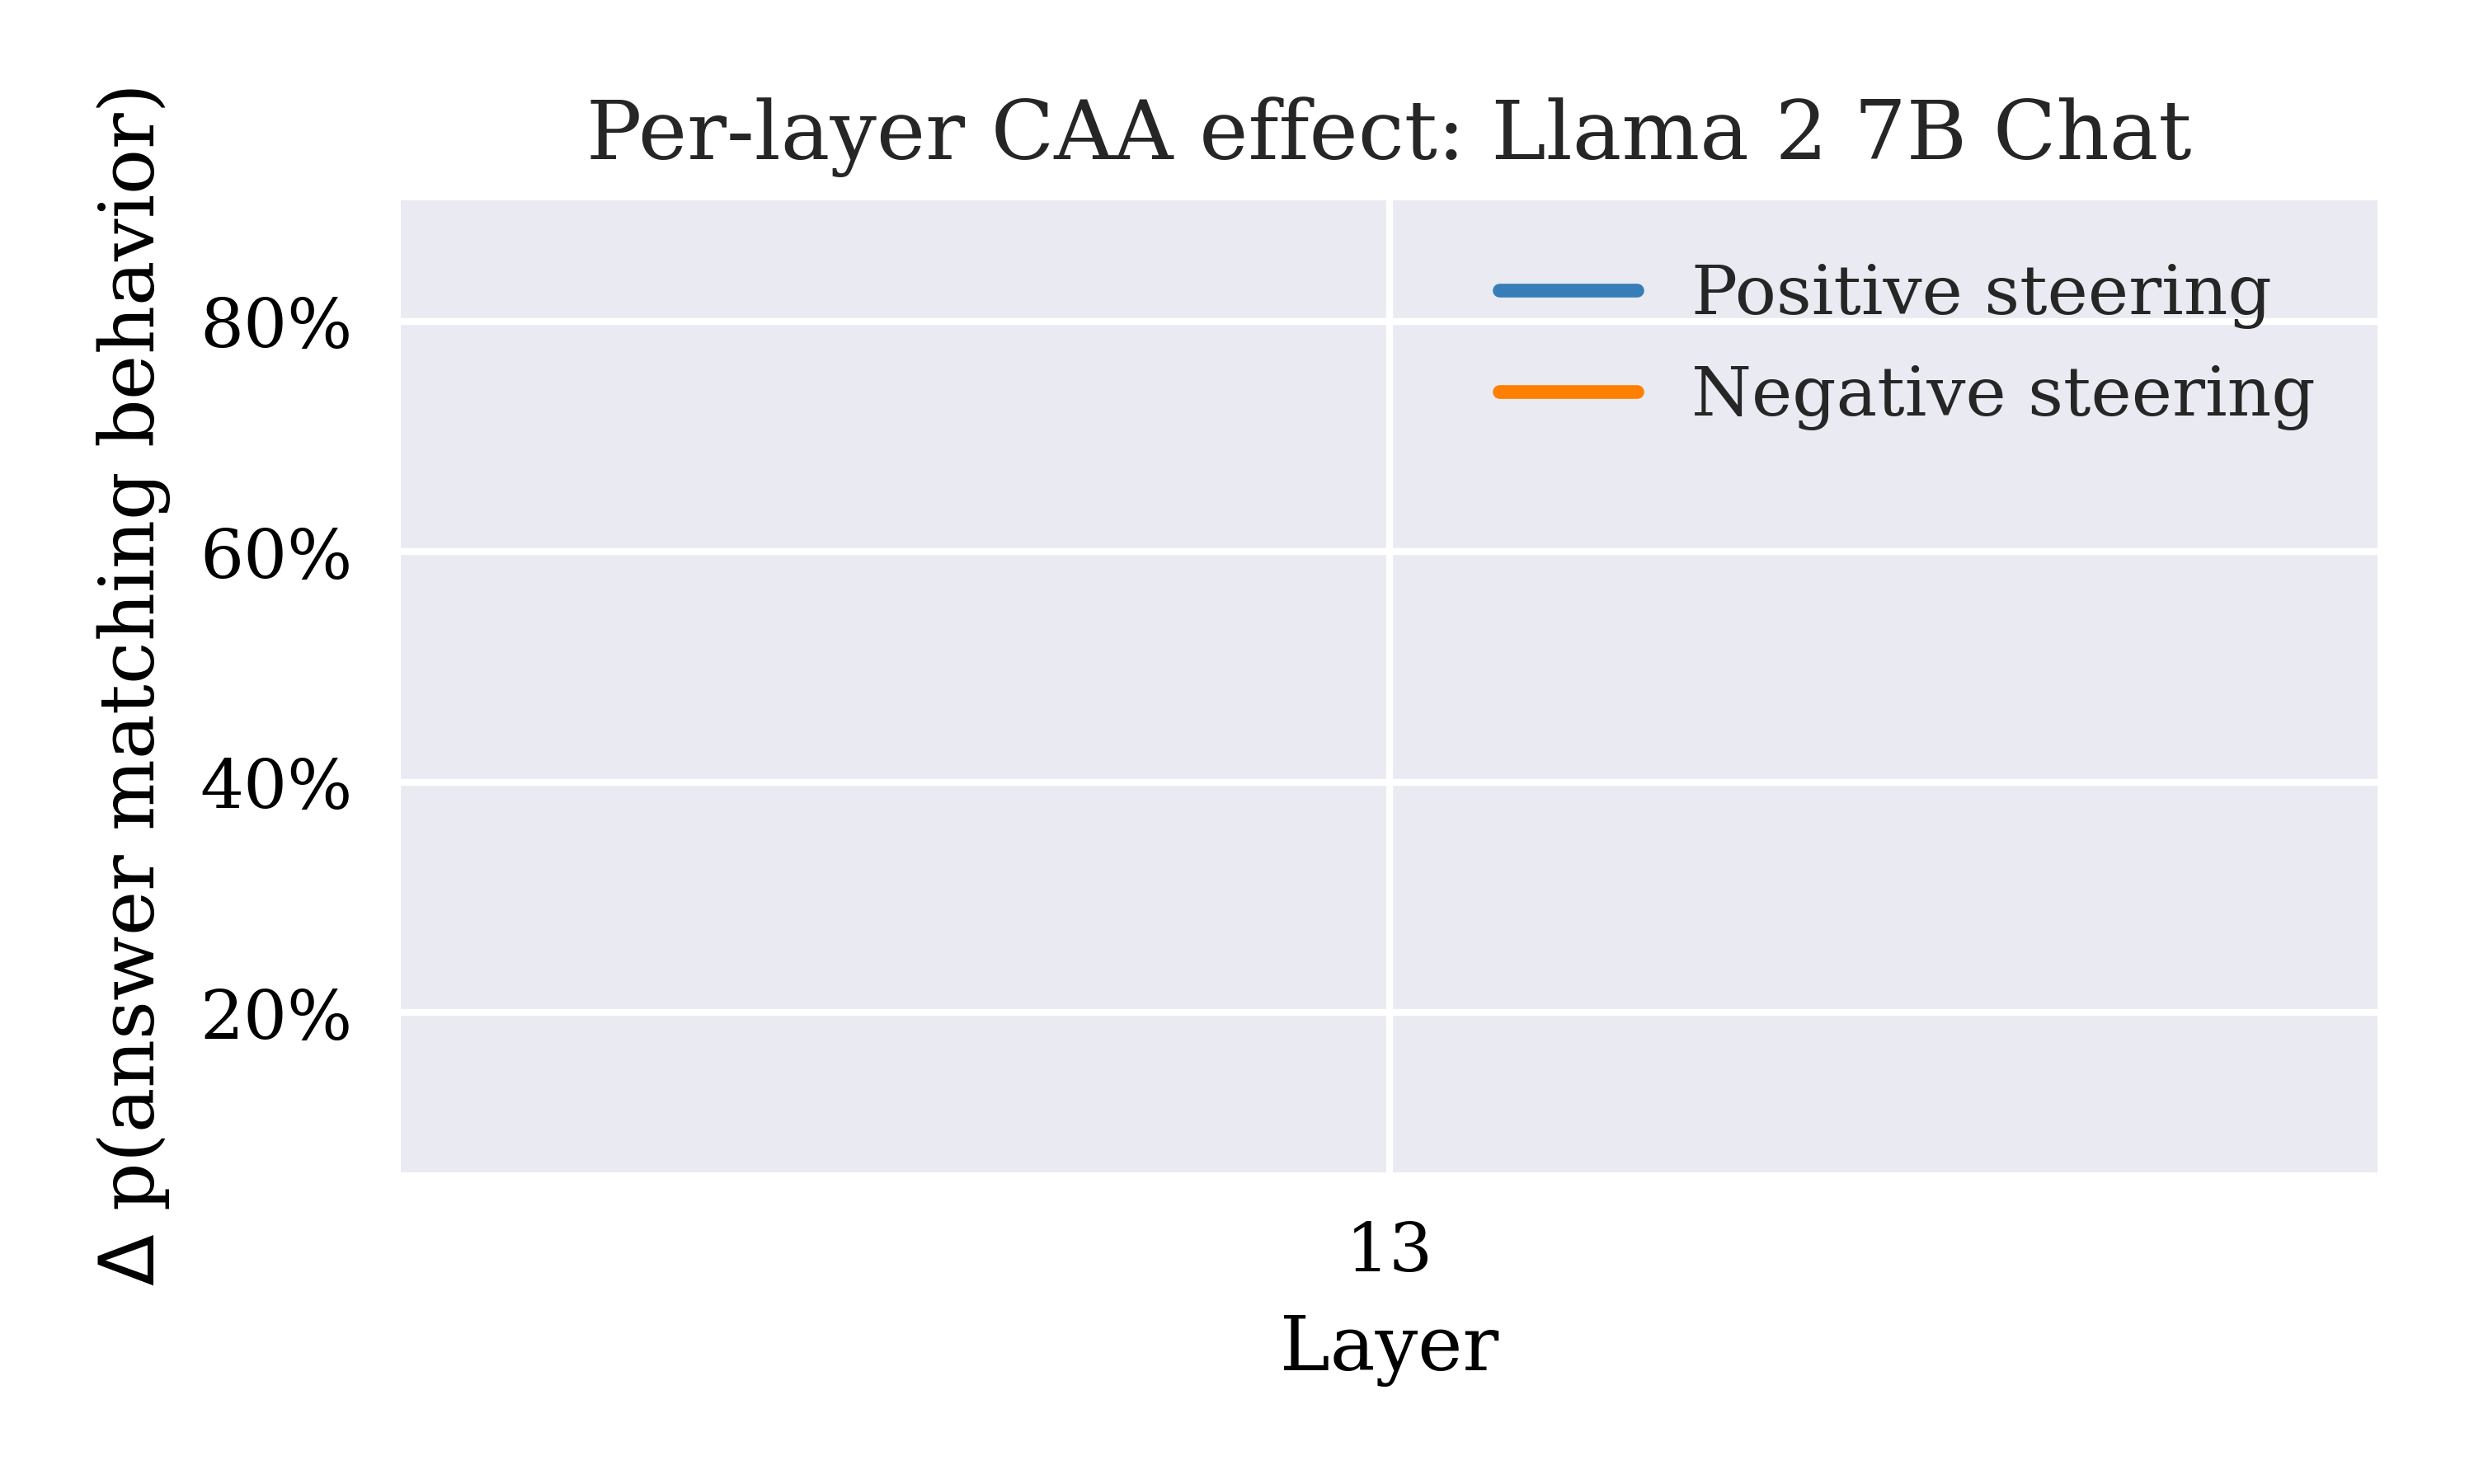 Per-layer CAA effect: Llama 2 7B Chat
Δ p(answer matching behavior)
80%
60%
40%
20%
Positive steering
Negative steering
13
Layer